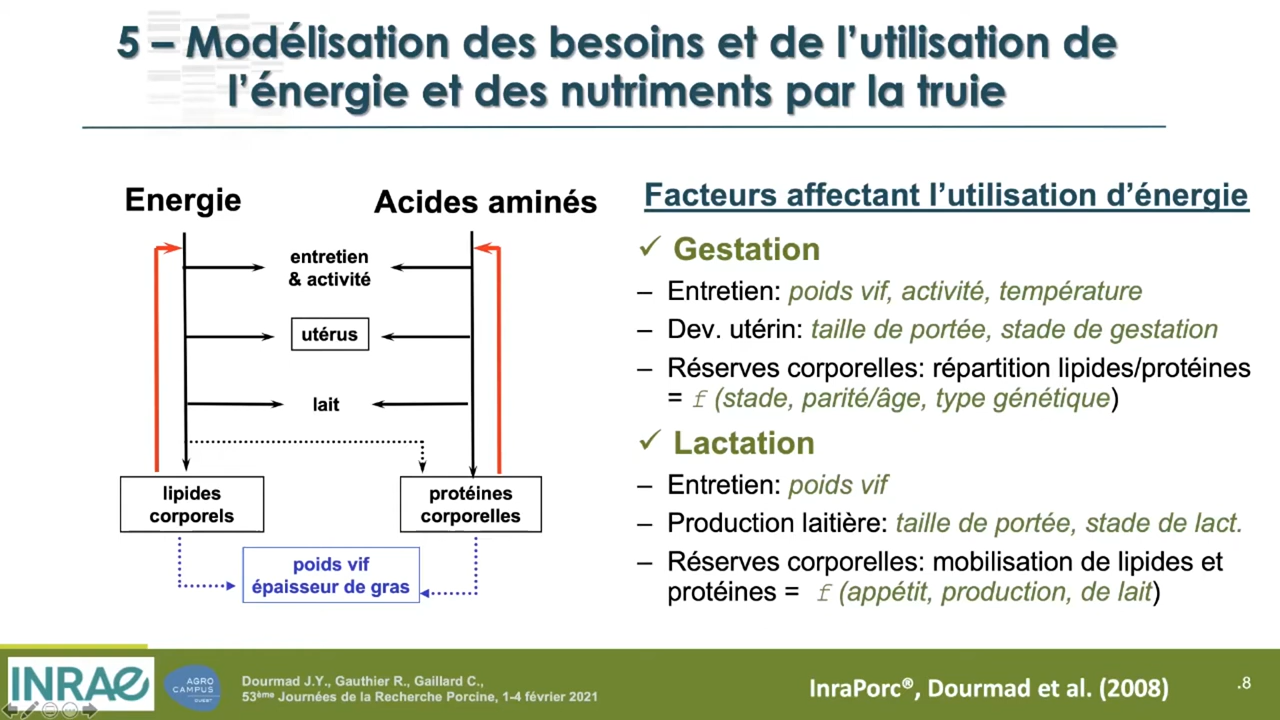 5 – Modélisation des besoins et de l’utilisation de
l’énergie et des nutriments par la truie
Energie
Acides aminés
entretien
& activité
utérus
lait
lipides
corporels
protéines
corporelles
poids vif
épaisseur de gras
Facteurs affectant l’utilisation d’énergie
✓ Gestation
– Entretien: poids vif, activité, température
– Dev. utérin: taille de portée, stade de gestation
– Réserves corporelles: répartition lipides/protéines
= f (stade, parité/âge, type génétique)
✓ Lactation
– Entretien: poids vif
– Production laitière: taille de portée, stade de lact.
– Réserves corporelles: mobilisation de lipides et
protéines = f (appétit, production, de lait)
INRAE
AGRO
CAMPUS
OUEST
Dourmad J.Y., Gauthier R., Gaillard C.,
53ème Journées de la Recherche Porcine, 1-4 février 2021
InraPorc®, Dourmad et al. (2008)
.8